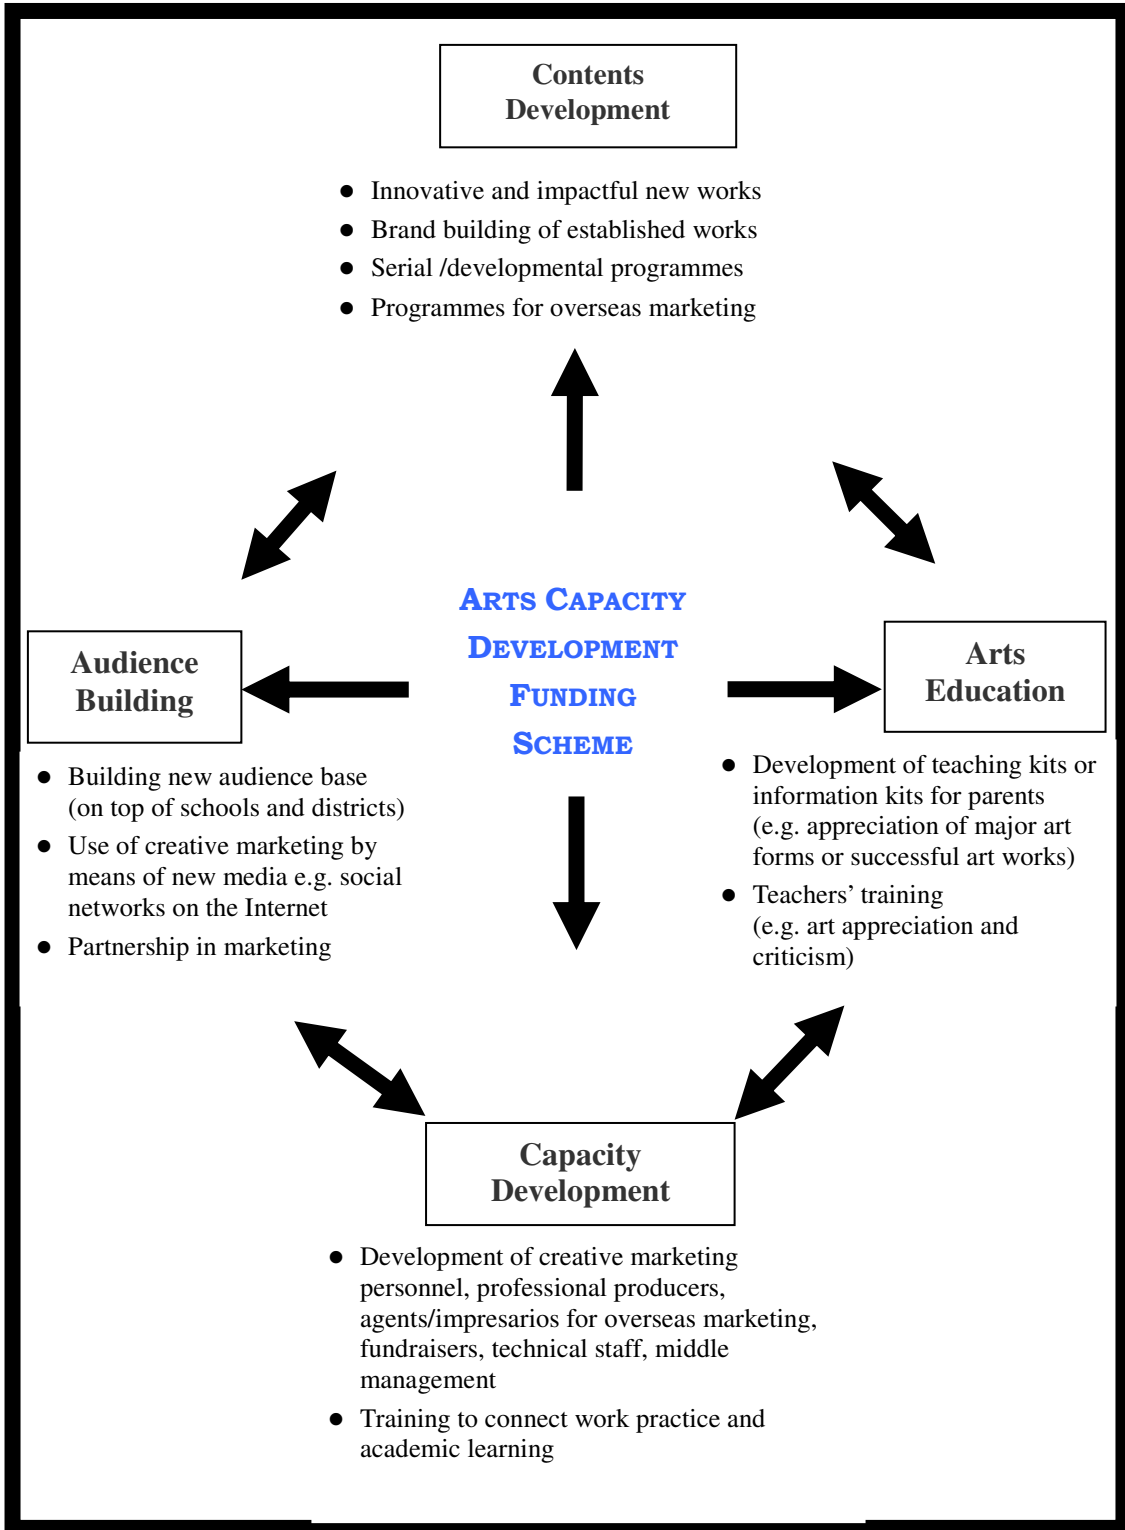 Contents
Development
● Innovative and impactful new works
● Brand building of established works
● Serial /developmental programmes
● Programmes for overseas marketing
ARTS CAPACITY
DEVELOPMENT
FUNDING
SCHEME
Audience
Building
● Building new audience base
(on top of schools and districts)
● Use of creative marketing by
means of new media e.g. social
networks on the Internet
● Partnership in marketing
Arts
Education
● Development of teaching kits or
information kits for parents
(e.g. appreciation of major art
forms or successful art works)
● Teachers’ training
(e.g. art appreciation and
criticism)
Capacity
Development
● Development of creative marketing
personnel, professional producers,
agents/impresarios for overseas marketing,
fundraisers, technical staff, middle
management
● Training to connect work practice and
academic learning